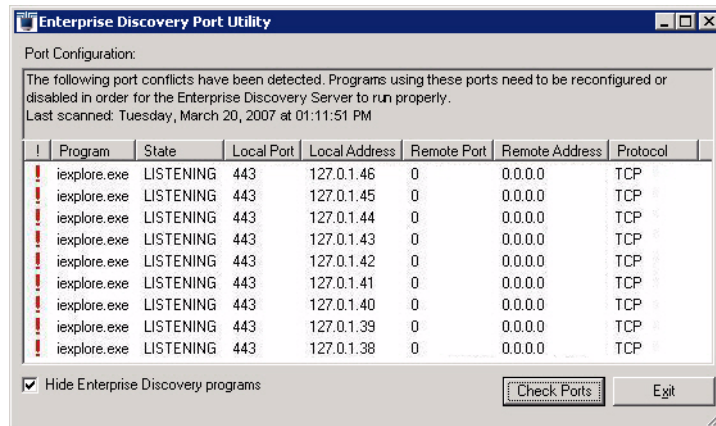 Enterprise Discovery Port Utility
Port Configuration:
The following port conflicts have been detected. Programs using these ports need to be reconfigured or
disabled in order for the Enterprise Discovery Server to run properly.
Last scanned: Tuesday, March 20, 2007 at 01:11:51 PM
! Program State Local Port Local Address Remote Port Remote Address Protocol
! iexplore.exe LISTENING 443 127.0.1.46 0 0.0.0.0 TCP
! iexplore.exe LISTENING 443 127.0.1.45 0 0.0.0.0 TCP
! iexplore.exe LISTENING 443 127.0.1.44 0 0.0.0.0 TCP
! iexplore.exe LISTENING 443 127.0.1.43 0 0.0.0.0 TCP
! iexplore.exe LISTENING 443 127.0.1.42 0 0.0.0.0 TCP
! iexplore.exe LISTENING 443 127.0.1.41 0 0.0.0.0 TCP
! iexplore.exe LISTENING 443 127.0.1.40 0 0.0.0.0 TCP
! iexplore.exe LISTENING 443 127.0.1.39 0 0.0.0.0 TCP
! iexplore.exe LISTENING 443 127.0.1.38 0 0.0.0.0 TCP
Hide Enterprise Discovery programs
Check Ports
Exit